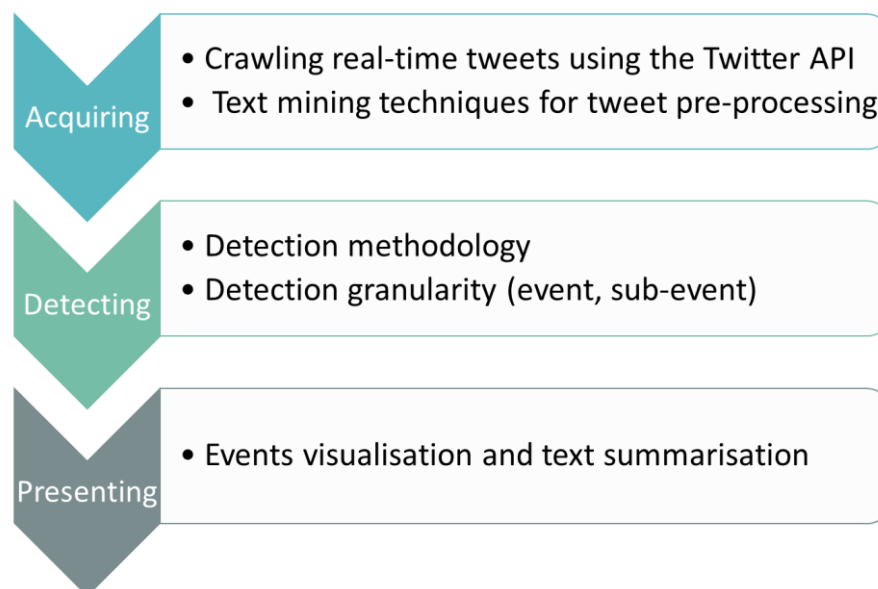 Acquiring
• Crawling real-time tweets using the Twitter API
• Text mining techniques for tweet pre-processing
Detecting
• Detection methodology
• Detection granularity (event, sub-event)
Presenting
• Events visualisation and text summarisation